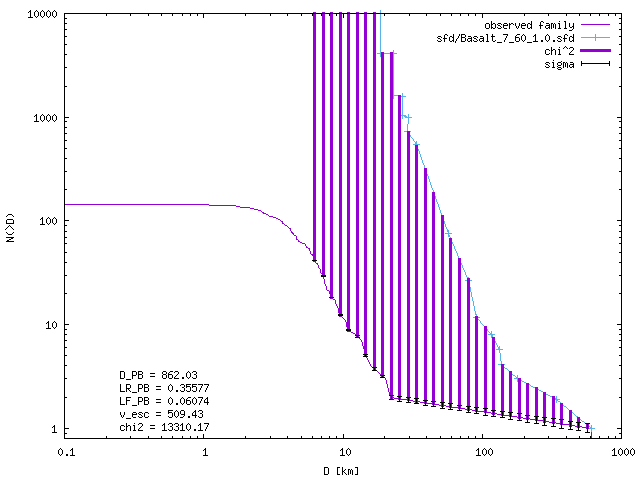 10000
observed family
sfd/Basalt_7_60_1.0.sfd
chi^2
sigma
1000
N(>D)
100
10
D_PB = 862.03
LR_PB = 0.35577
LF_PB = 0.06074
v_esc = 509.43
chi2 = 13310.17
1
0.1 1 10 100 1000
D [km]